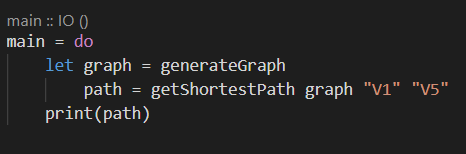 main :: IO ()
main = do
    let graph = generateGraph
        path = getShortestPath graph "V1" "V5"
    print(path)